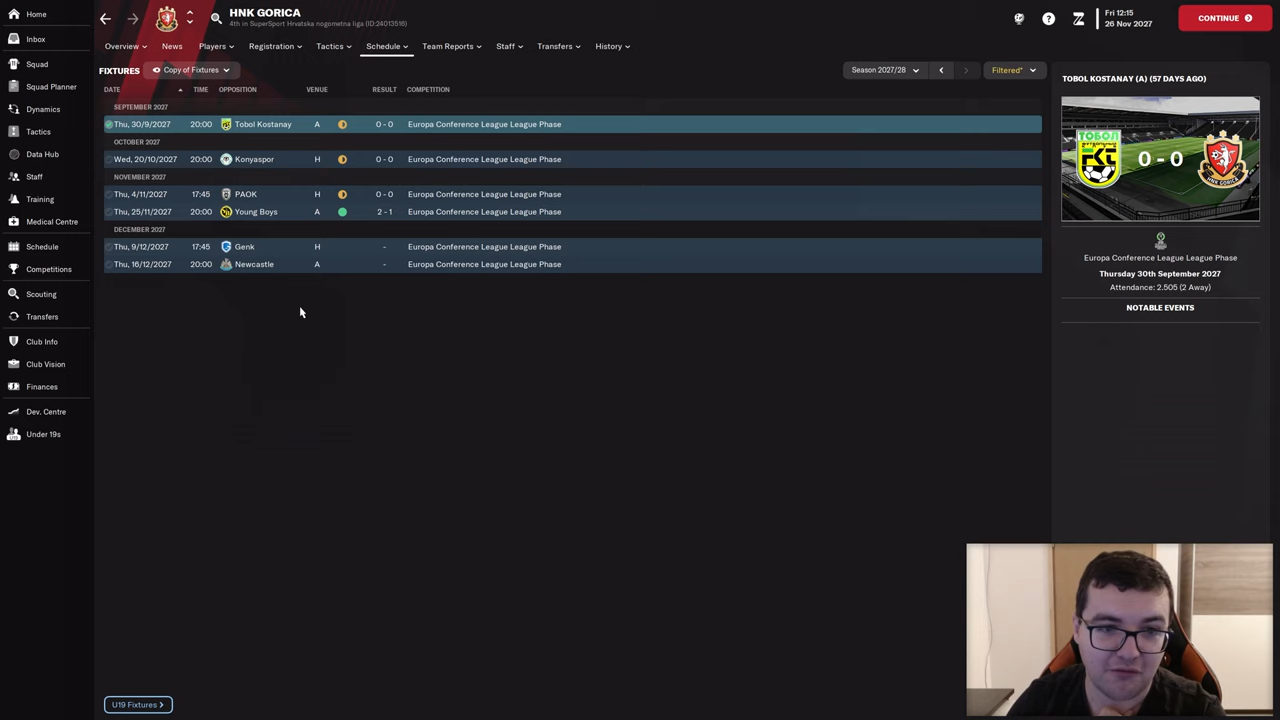 Home
Inbox
Squad
Squad Planner
Dynamics
Tactics
Data Hub
Staff
Training
Medical Centre
Schedule
Competitions
Scouting
Transfers
Club Info
Club Vision
Finances
Dev. Centre
Under 19s
HNK GORICA
4th in SuperSport Hrvatska nogometna liga (ID:24013516)
Fri 12:15
26 Nov 2027
CONTINUE
Overview News Players Registration Tactics Schedule Team Reports Staff Transfers History
FIXTURES Copy of Fixtures Season 2027/28 Filtered*
DATE TIME OPPOSITION VENUE RESULT COMPETITION
SEPTEMBER 2027
Thu, 30/9/2027 20:00 Tobol Kostanay A 0 - 0 Europa Conference League League Phase
OCTOBER 2027
Wed, 20/10/2027 20:00 Konyaspor H 0 - 0 Europa Conference League League Phase
NOVEMBER 2027
Thu, 4/11/2027 17:45 PAOK H 0 - 0 Europa Conference League League Phase
Thu, 25/11/2027 20:00 Young Boys A 2 - 1 Europa Conference League League Phase
DECEMBER 2027
Thu, 9/12/2027 17:45 Genk H - Europa Conference League League Phase
Thu, 16/12/2027 20:00 Newcastle A - Europa Conference League League Phase
U19 Fixtures
TOBOL KOSTANAY (A) (57 DAYS AGO)
ТОБОЛ
0 - 0
HNK GORICA
Europa Conference League League Phase
Thursday 30th September 2027
Attendance: 2.505 (2 Away)
NOTABLE EVENTS